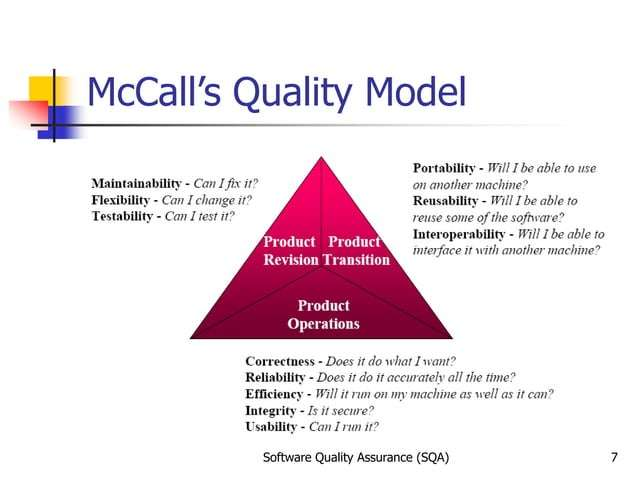 McCall's Quality Model
Maintainability - Can I fix it?
Flexibility - Can I change it?
Testability - Can I test it?
Portability - Will I be able to use
on another machine?
Reusability - Will I be able to
reuse some of the software?
Interoperability - Will I be able to
interface it with another machine?
Product
Revision
Product
Transition
Product
Operations
Correctness - Does it do what I want?
Reliability - Does it do it accurately all the time?
Efficiency - Will it run on my machine as well as it can?
Integrity - Is it secure?
Usability - Can I run it?
Software Quality Assurance (SQA)
7